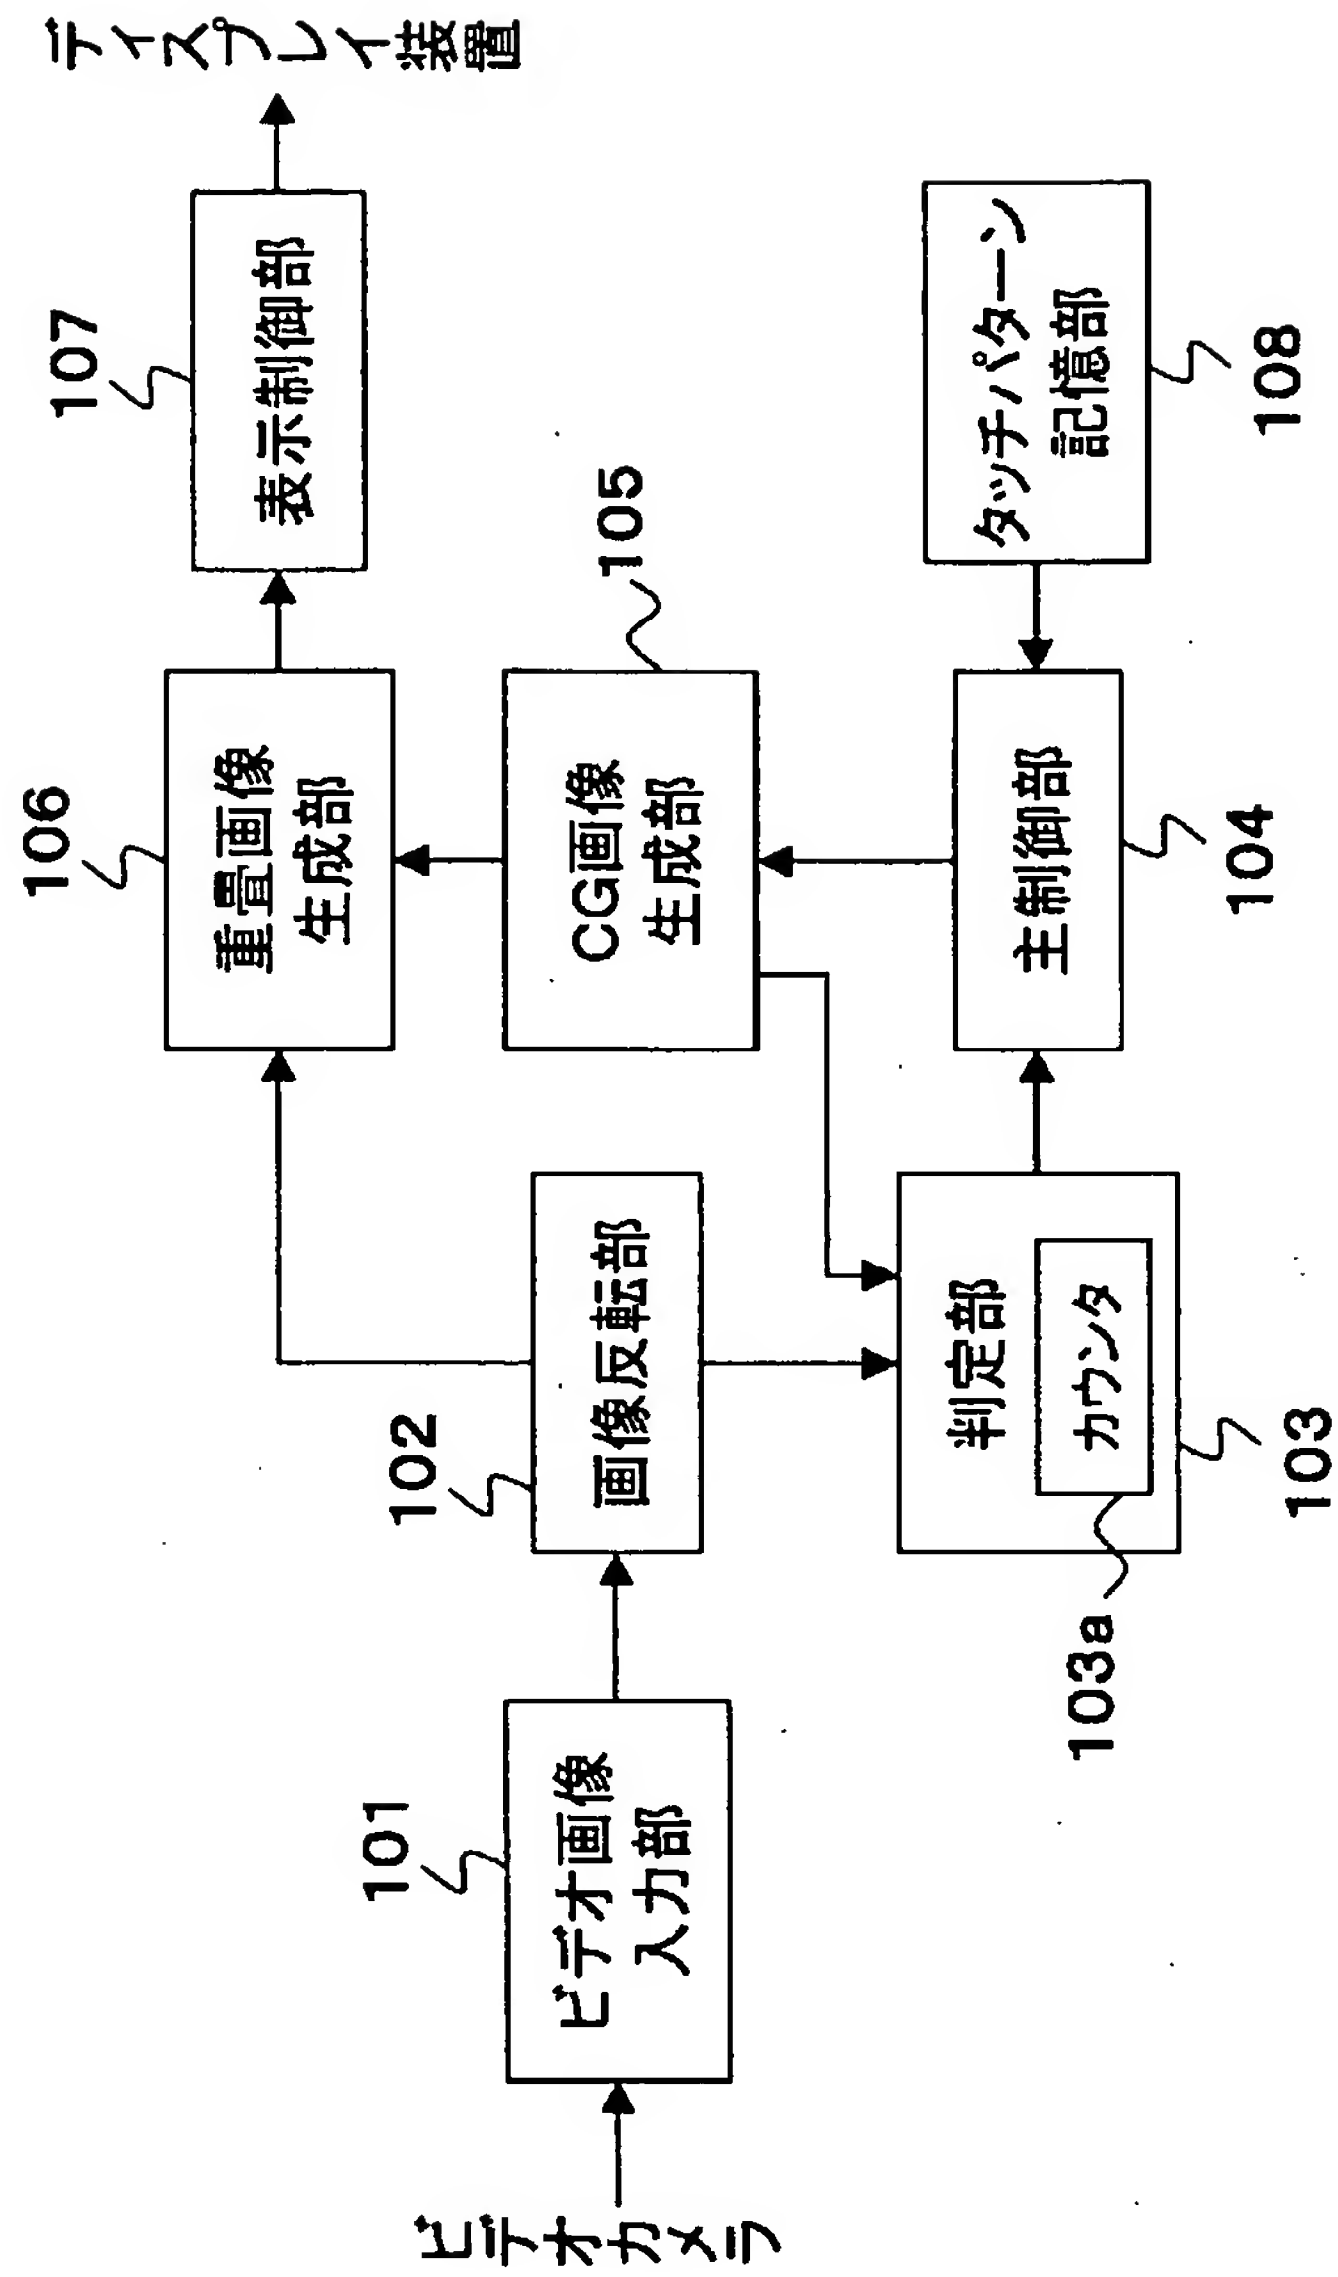 ビデオカメラ
101
ビデオ画像
入力部
102
画像反転部
103
判定部
カウンタ
103a
106
重畳画像
生成部
105
CG画像
生成部
104
主制御部
107
表示制御部
108
タッチパターン
記憶部
ディスプレイ装置